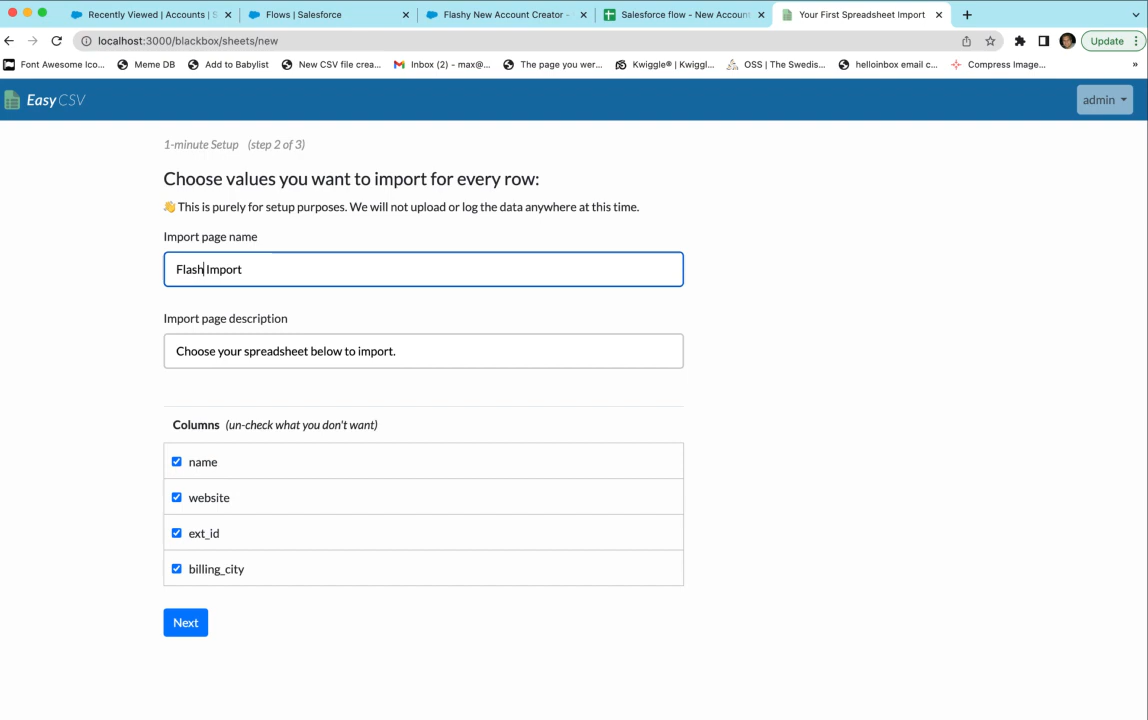 Recently Viewed | Accounts | S
Flows | Salesforce
Flashy New Account Creator -
Salesforce flow - New Account
Your First Spreadsheet Import
localhost:3000/blackbox/sheets/new
Update
Font Awesome Ico...
Meme DB
Add to Babylist
New CSV file crea...
Inbox (2) - max@...
The page you wer...
Kwiggle® | Kwiggl...
OSS | The Swedis...
helloinbox email c...
Compress Image...
»
EasyCSV
admin
1-minute Setup (step 2 of 3)
Choose values you want to import for every row:
👋 This is purely for setup purposes. We will not upload or log the data anywhere at this time.
Import page name
Flash Import
Import page description
Choose your spreadsheet below to import.
Columns (un-check what you don't want)
name
website
ext_id
billing_city
Next